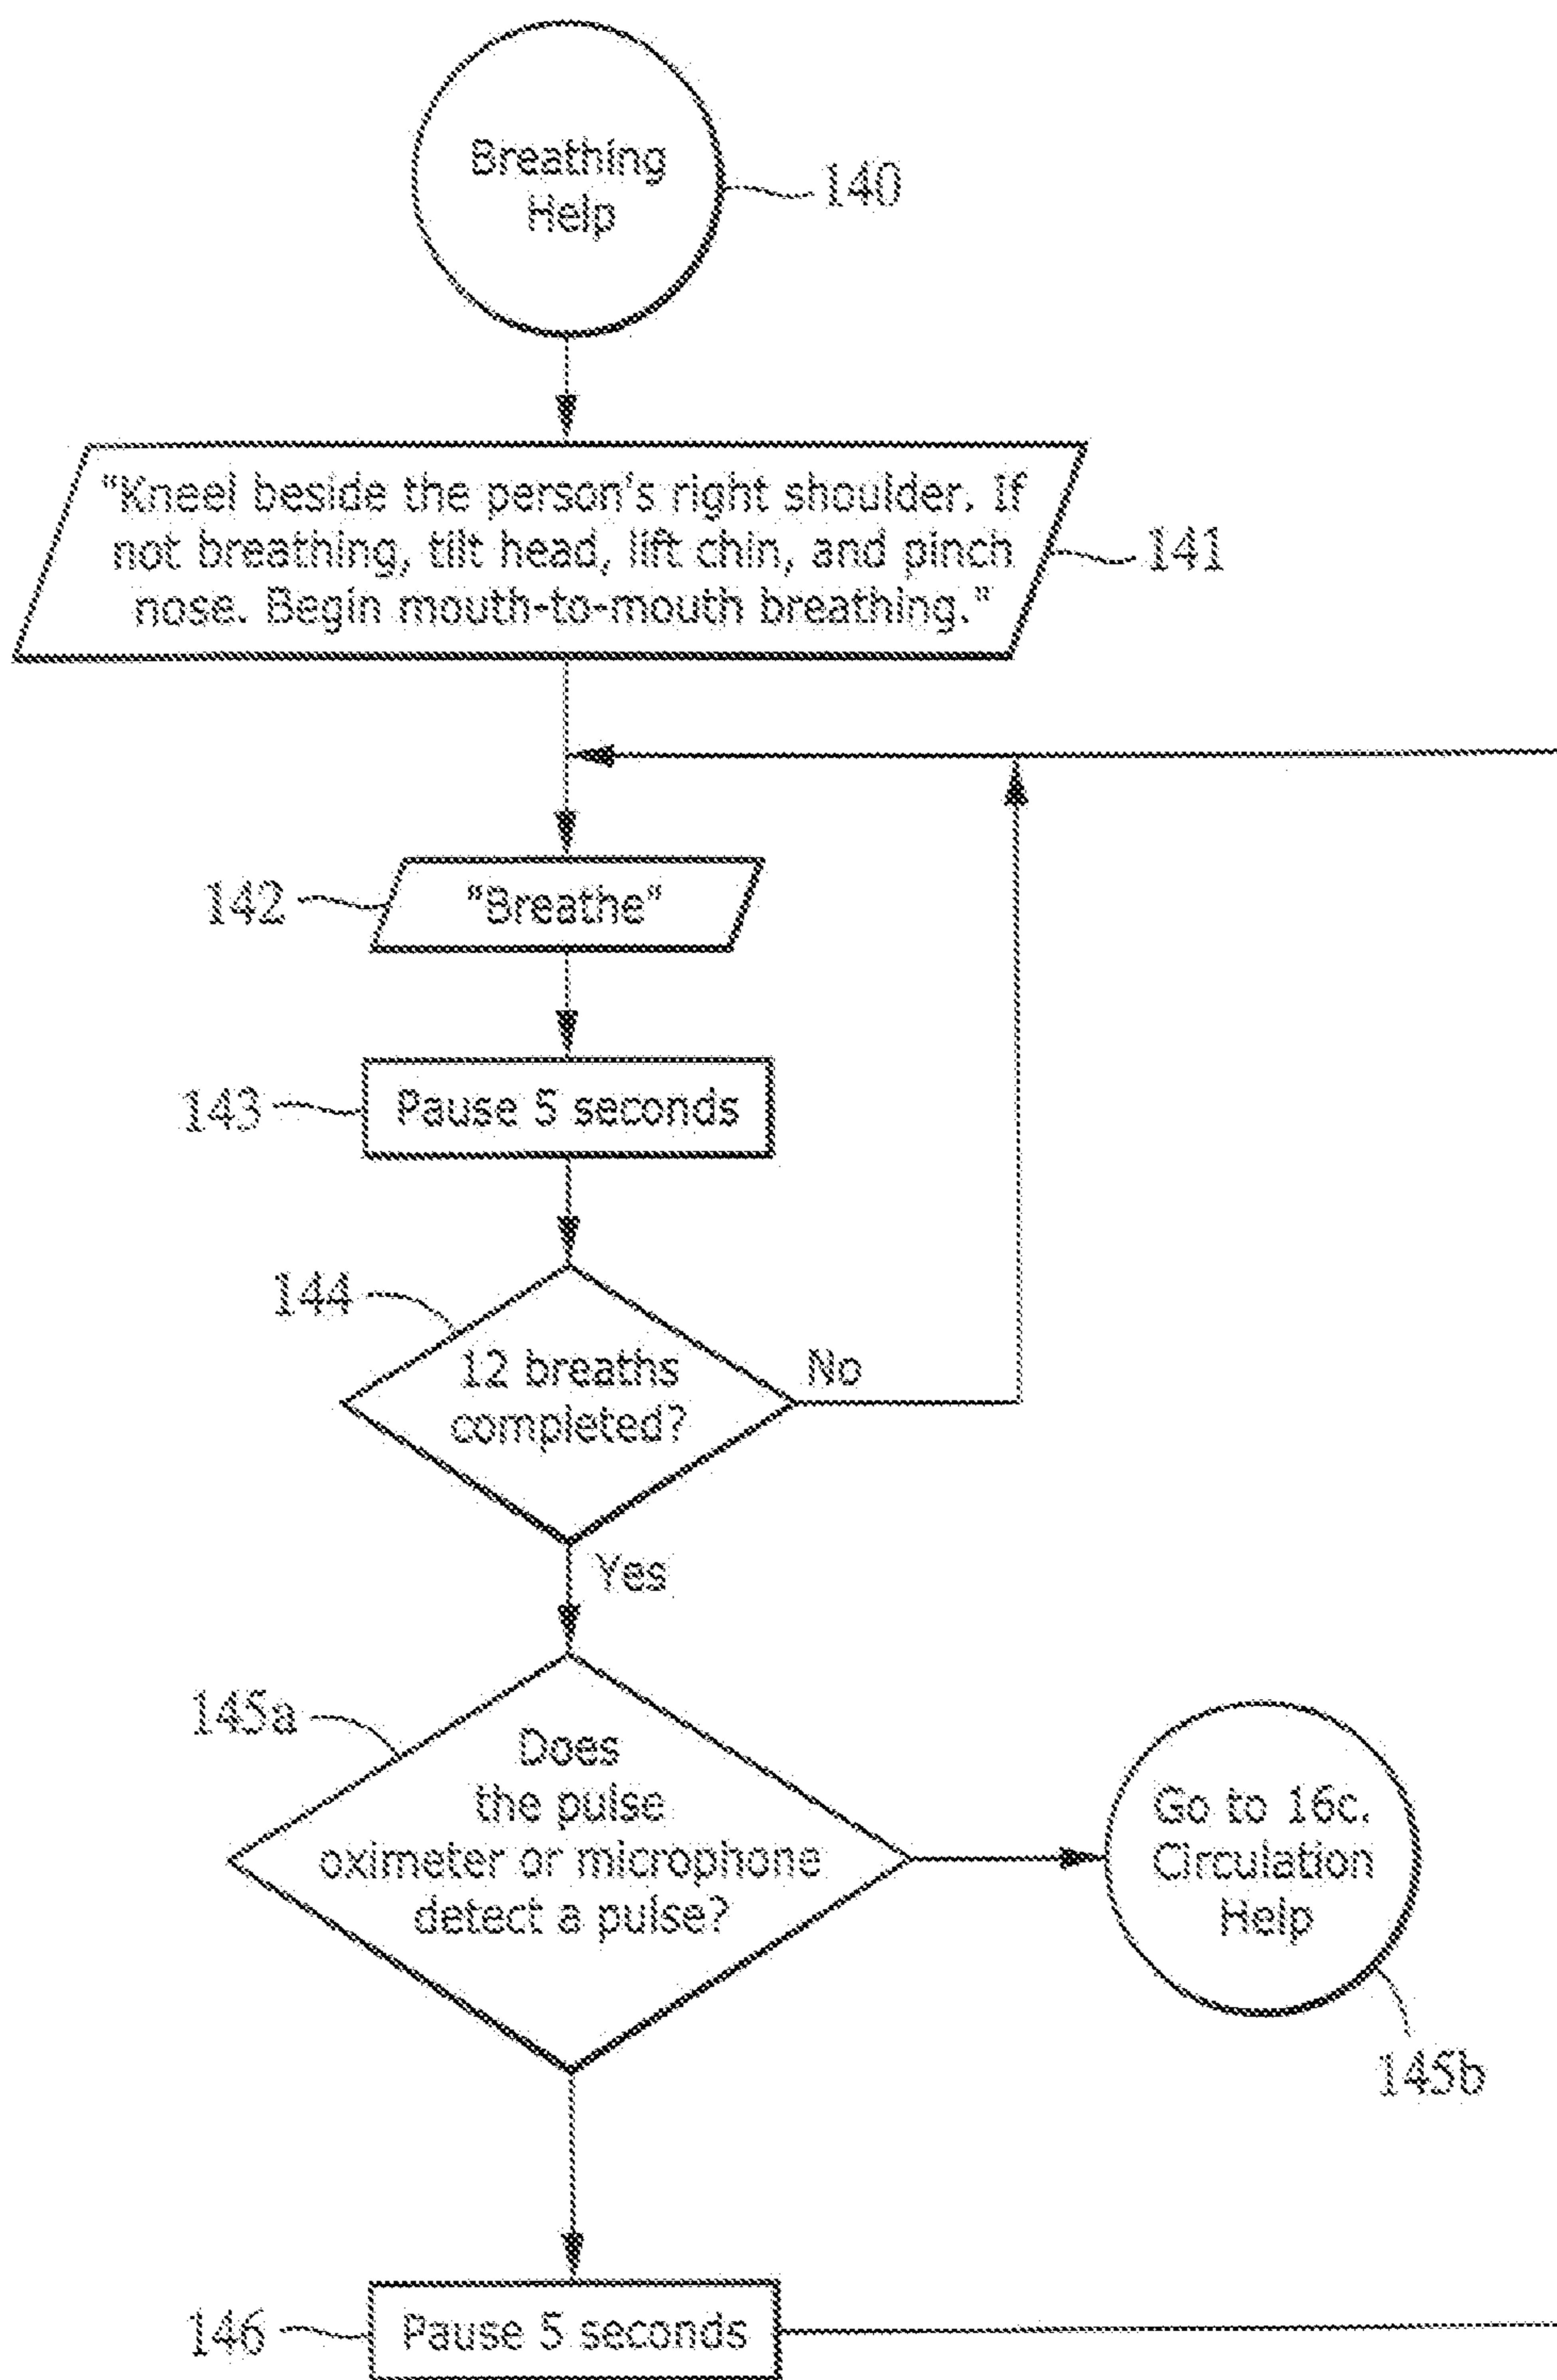 Breathing
Help
140
"Kneel beside the person's right shoulder. If
not breathing, tilt head, lift chin, and pinch
nose. Begin mouth-to-mouth breathing."
141
142
"Breathe"
143
Pause 5 seconds
144
12 breaths
completed?
No
Yes
145a
Does
the pulse
oximeter or microphone
detect a pulse?
Go to 16c.
Circulation
Help
145b
146
Pause 5 seconds